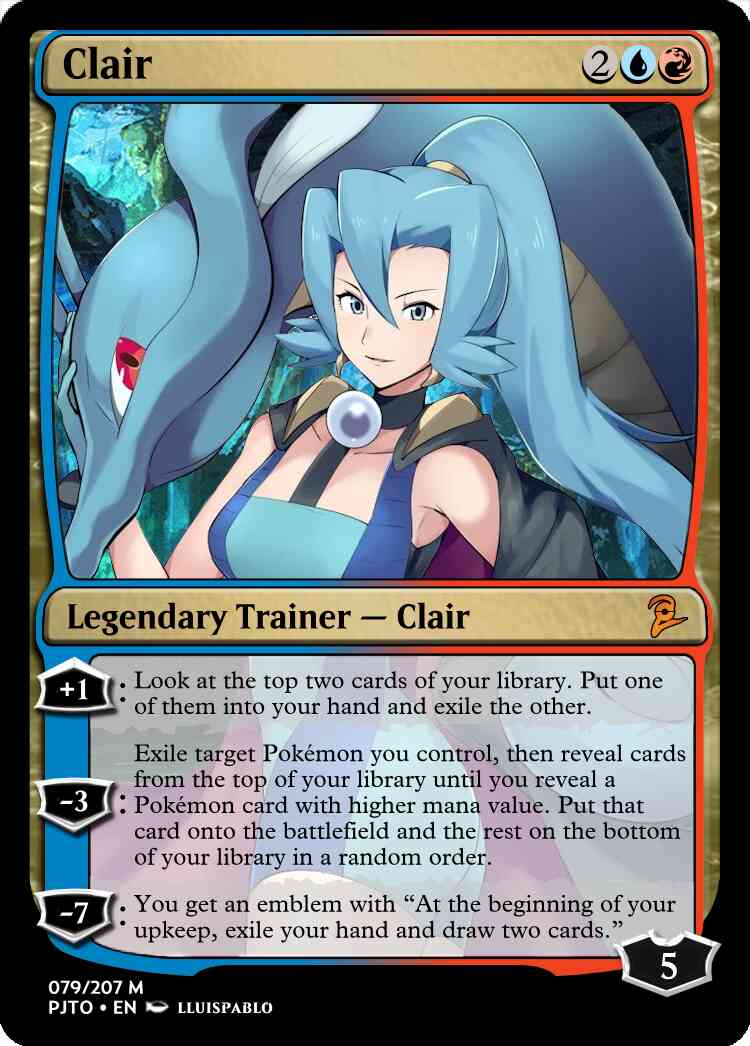 Clair 2
Legendary Trainer — Clair
+1 : Look at the top two cards of your library. Put one
of them into your hand and exile the other.
Exile target Pokémon you control, then reveal cards
from the top of your library until you reveal a
−3 : Pokémon card with higher mana value. Put that
card onto the battlefield and the rest on the bottom
of your library in a random order.
−7 : You get an emblem with “At the beginning of your
upkeep, exile your hand and draw two cards.”
5
079/207 M
PJTO • EN LLUISPABLO